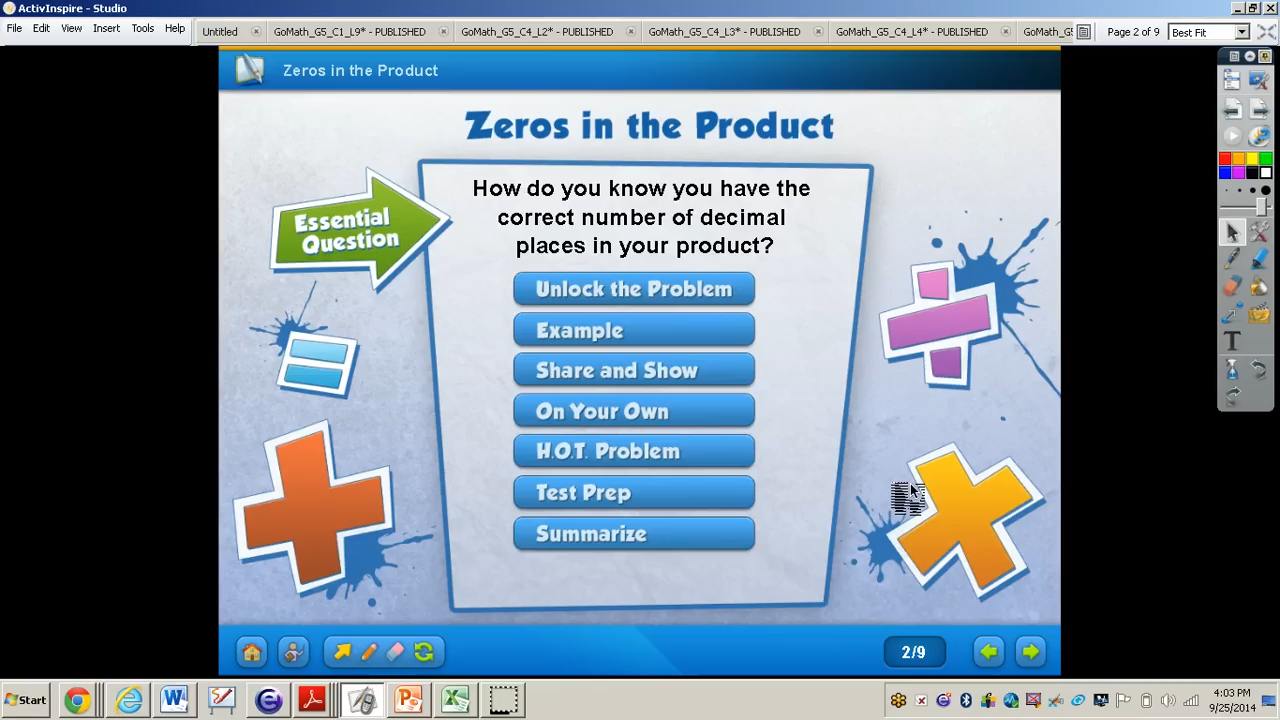 ActivInspire - Studio
File Edit View Insert Tools Help
Untitled
GoMath_G5_C1_L9* - PUBLISHED
GoMath_G5_C4_L2* - PUBLISHED
GoMath_G5_C4_L3* - PUBLISHED
GoMath_G5_C4_L4* - PUBLISHED
GoMath_G5
Page 2 of 9
Best Fit
Zeros in the Product
Zeros in the Product
Essential
Question
How do you know you have the
correct number of decimal
places in your product?
Unlock the Problem
Example
Share and Show
On Your Own
H.O.T. Problem
Test Prep
Summarize
2/9
Start
4:03 PM
9/25/2014